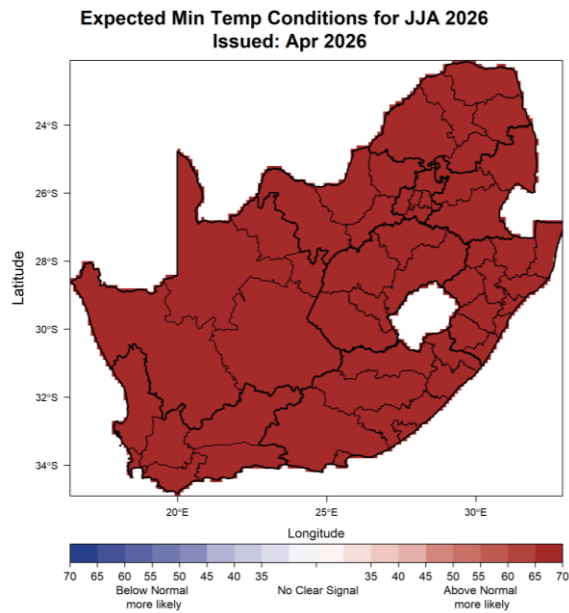 Expected Min Temp Conditions for JJA 2026
Issued: Apr 2026
24°S
26°S
28°S
30°S
32°S
34°S
Latitude
20°E 25°E 30°E
Longitude
70 65 60 55 50 45 40 35 35 40 45 50 55 60 65 70
Below Normal No Clear Signal Above Normal
more likely more likely